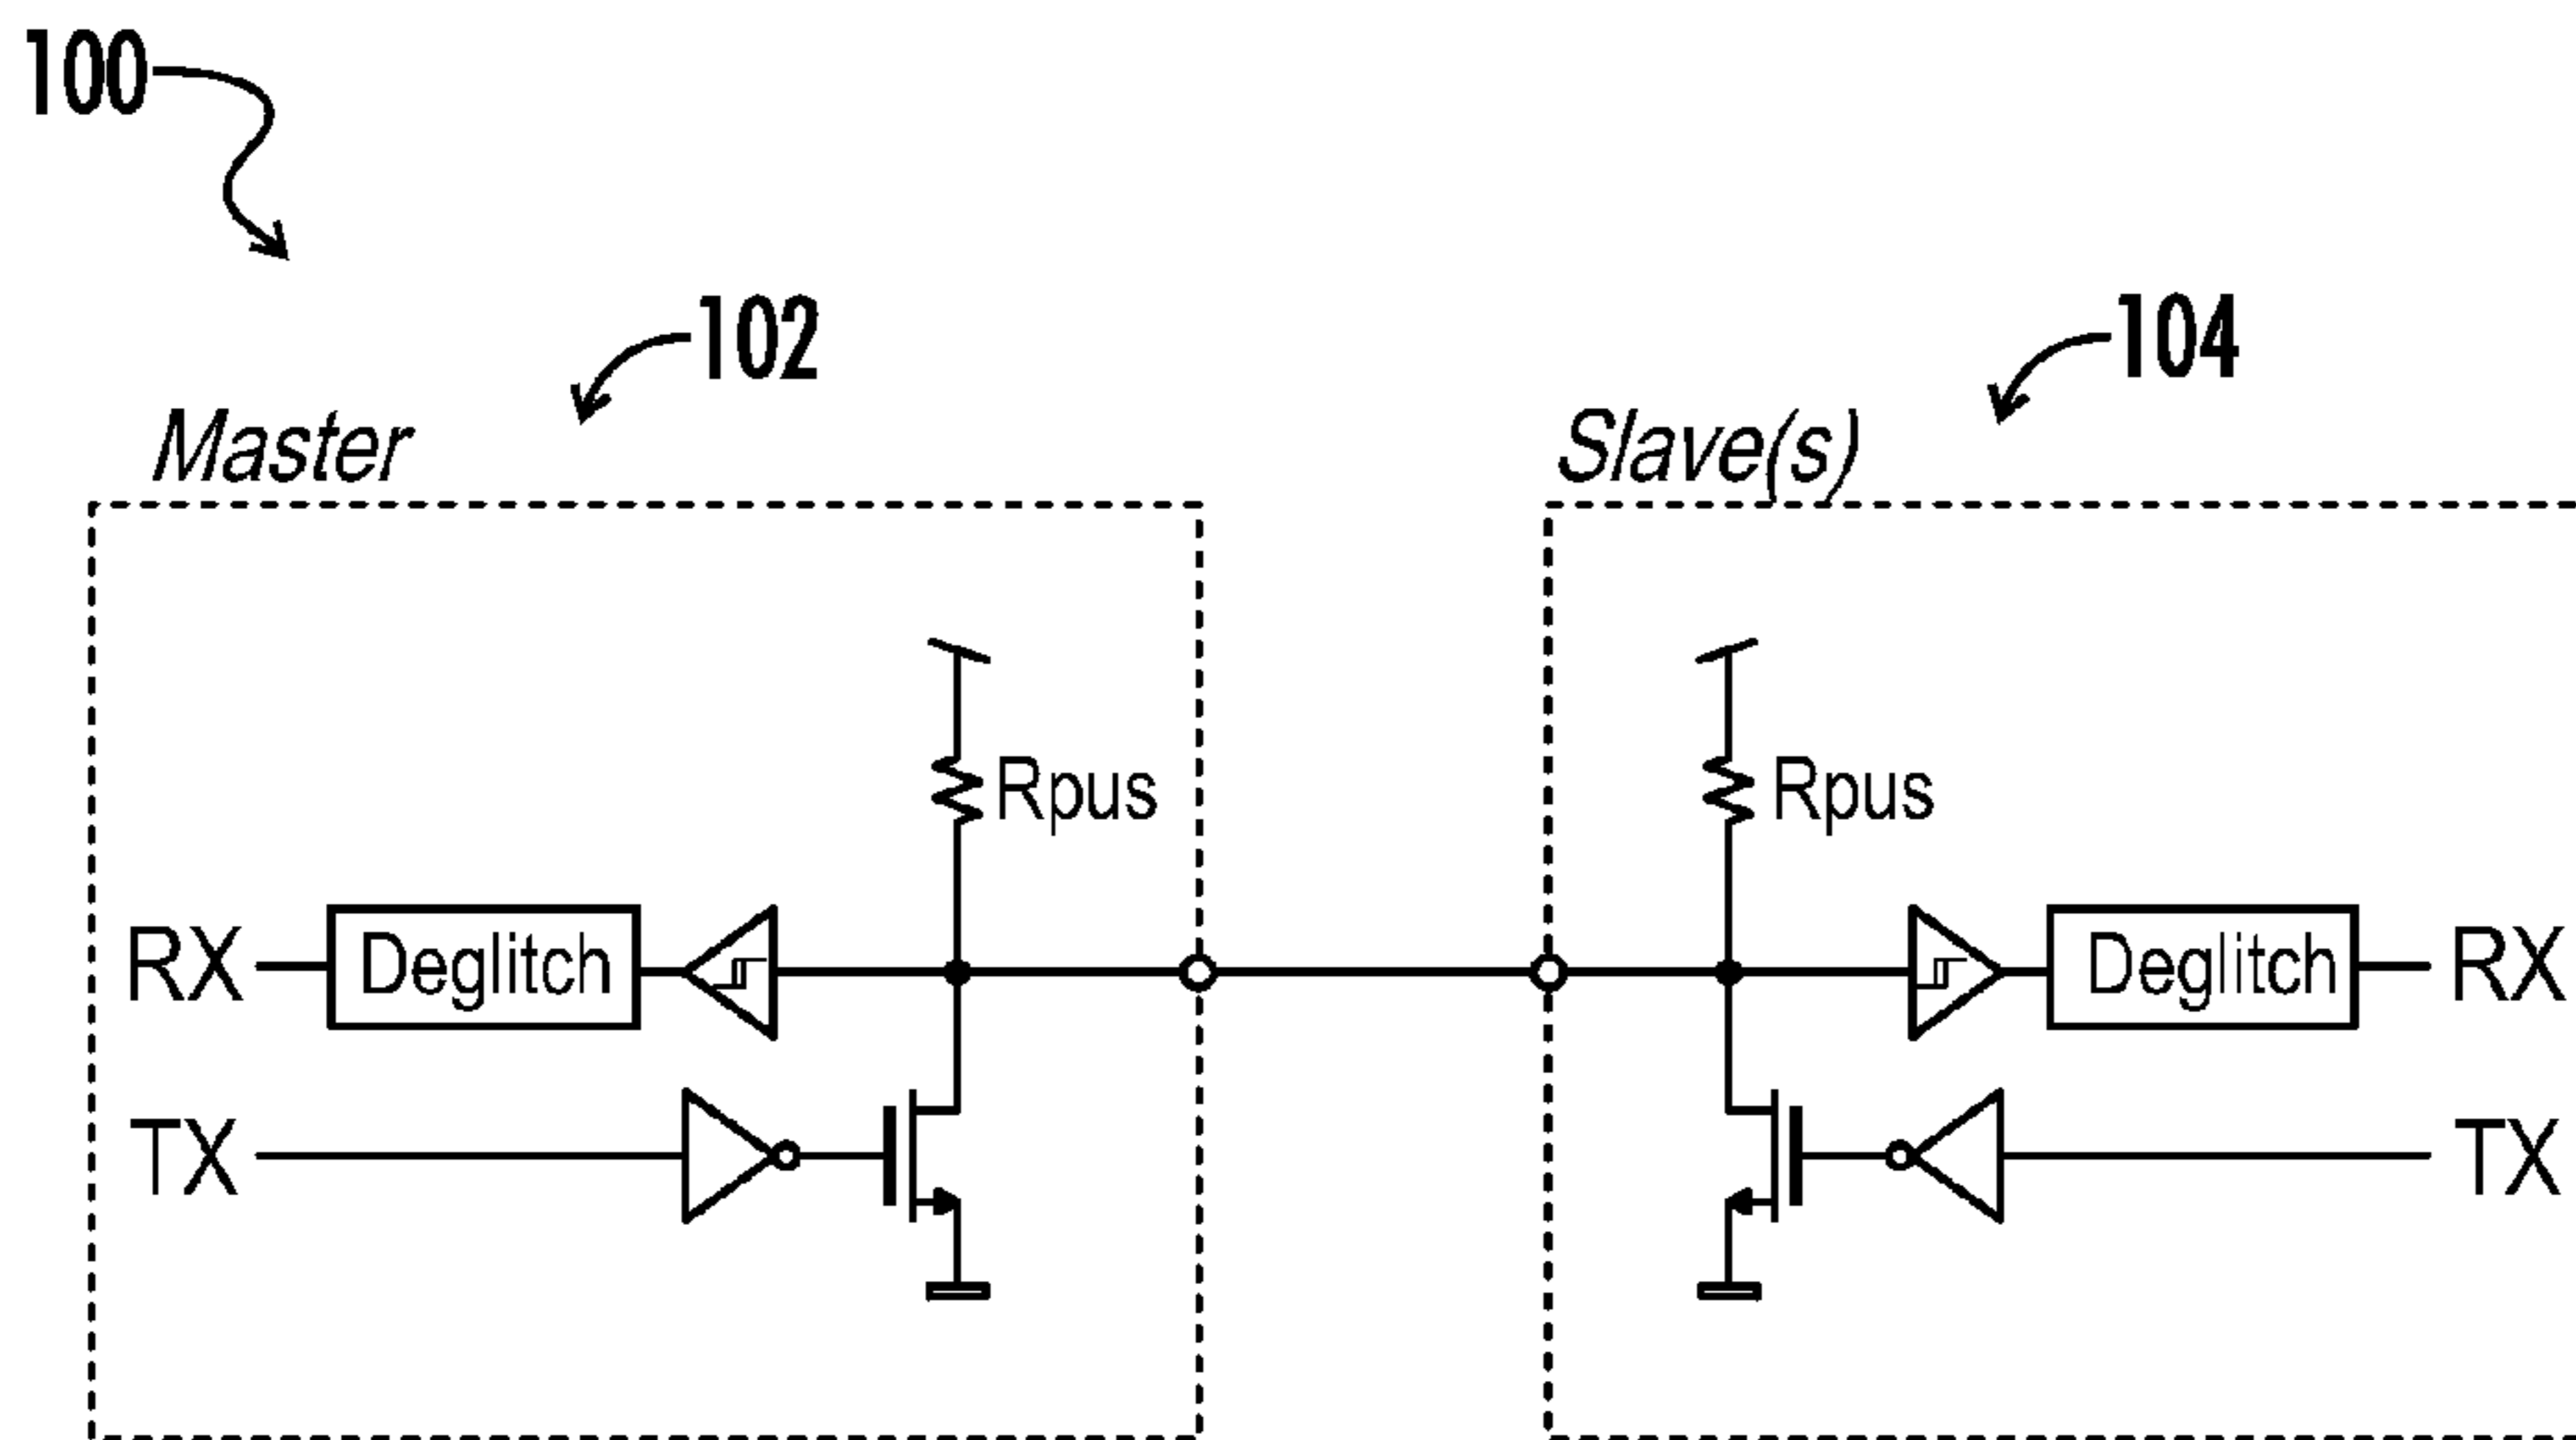 100
102
104
Master
Slave(s)
Rpus
Rpus
RX
Deglitch
Deglitch
RX
TX
TX